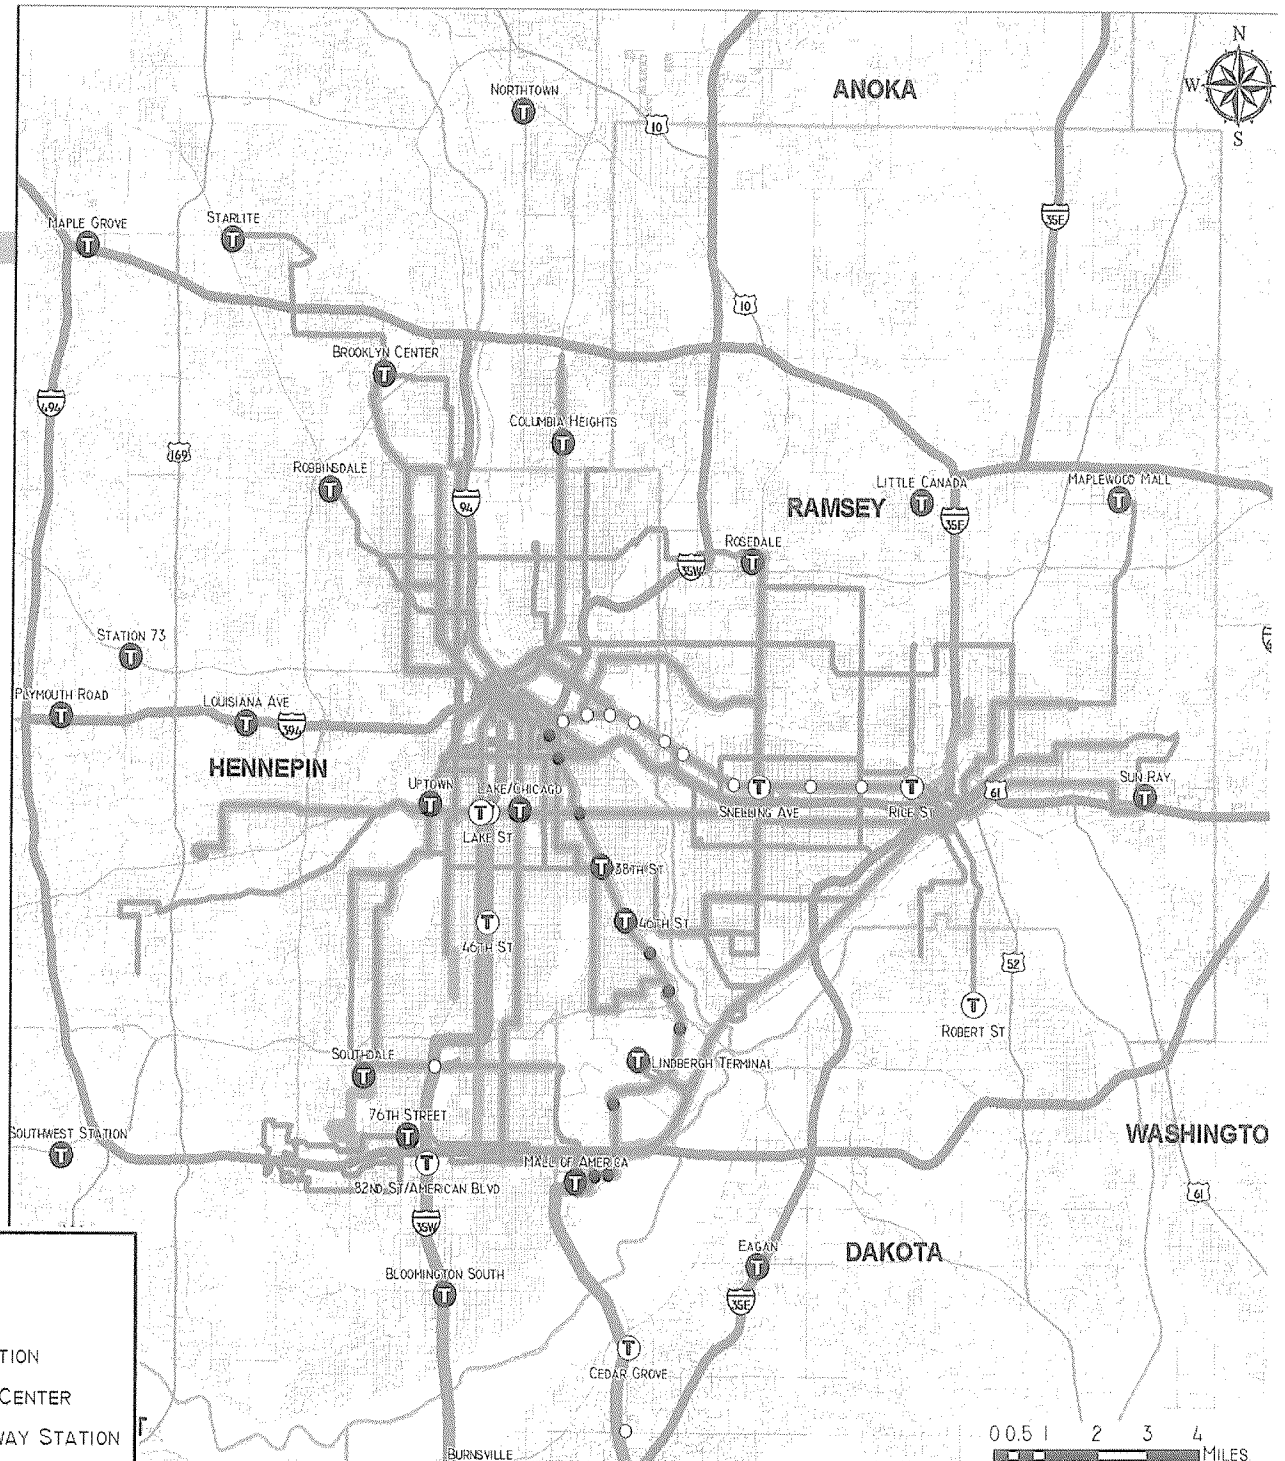 N
W
S
ANOKA
NORTHTOWN
10
35E
MAPLE GROVE
STARLITE
10
BROOKLYN CENTER
494
COLUMBIA HEIGHTS
169
ROBBINSDALE
94
RAMSEY
LITTLE CANADA
MAPLEWOOD MALL
35E
ROSEDALE
35W
STATION 73
PLYMOUTH ROAD
LOUISIANA AVE
394
HENNEPIN
UPTOWN
LAKE/CHICAGO
LAKE ST
SNELLING AVE
RICE ST
61
SUN RAY
38TH ST
46TH ST
46TH ST
52
ROBERT ST
SOUTHDALE
LINDBERGH TERMINAL
76TH STREET
SOUTHWEST STATION
82ND ST/AMERICAN BLVD
MALL OF AMERICA
WASHINGTO
61
35W
BLOOMINGTON SOUTH
EAGAN
DAKOTA
35E
CEDAR GROVE
TION
CENTER
WAY STATION
BURNSVILLE
0 0.5 1 2 3 4
MILES